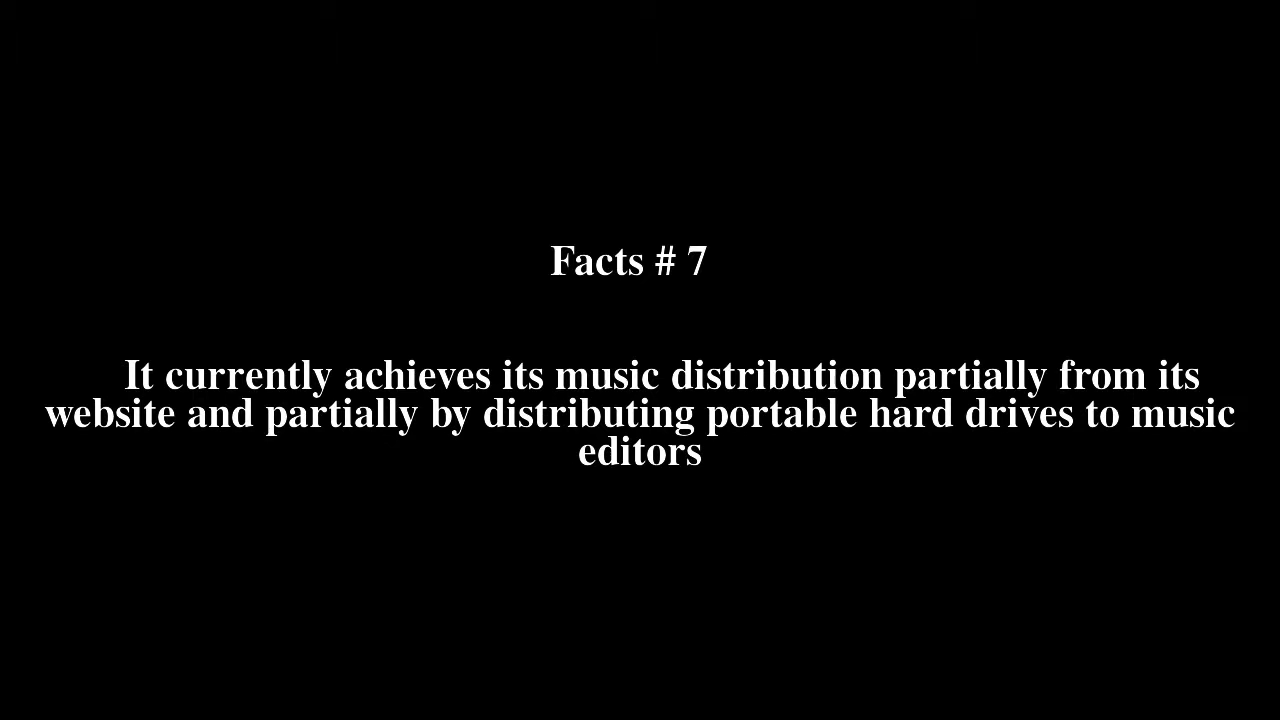 Facts # 7
It currently achieves its music distribution partially from its
website and partially by distributing portable hard drives to music
editors